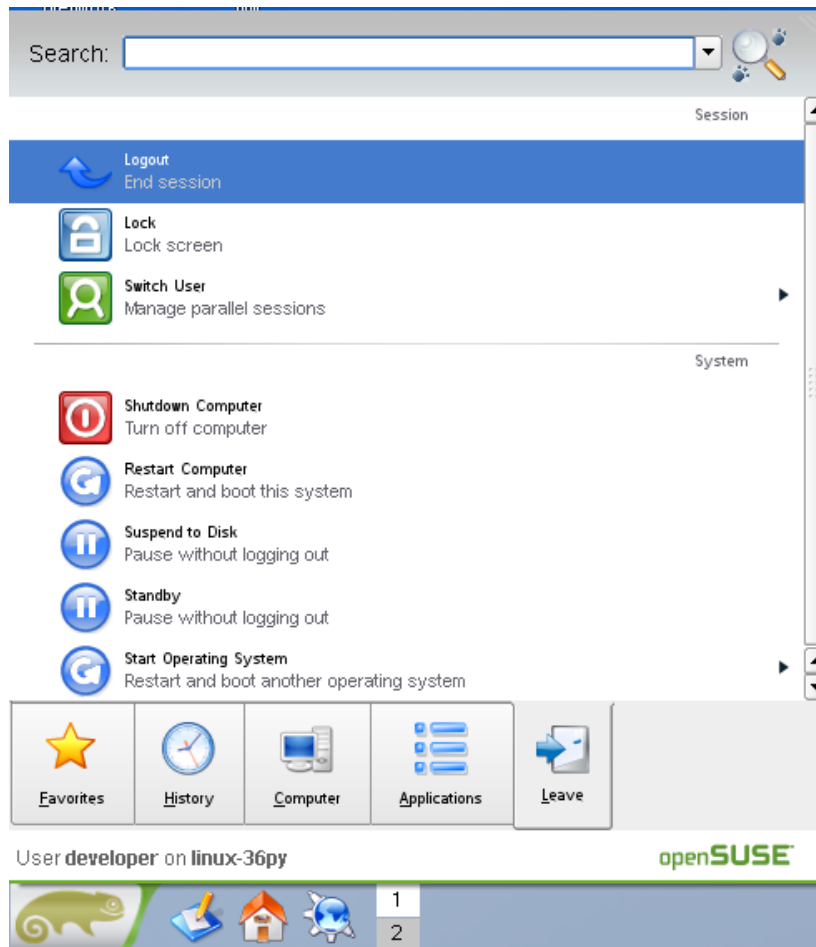 Search:
Session
Logout
End session
Lock
Lock screen
Switch User
Manage parallel sessions
System
Shutdown Computer
Turn off computer
Restart Computer
Restart and boot this system
Suspend to Disk
Pause without logging out
Standby
Pause without logging out
Start Operating System
Restart and boot another operating system
Favorites History Computer Applications Leave
User developer on linux-36py openSUSE
1
2